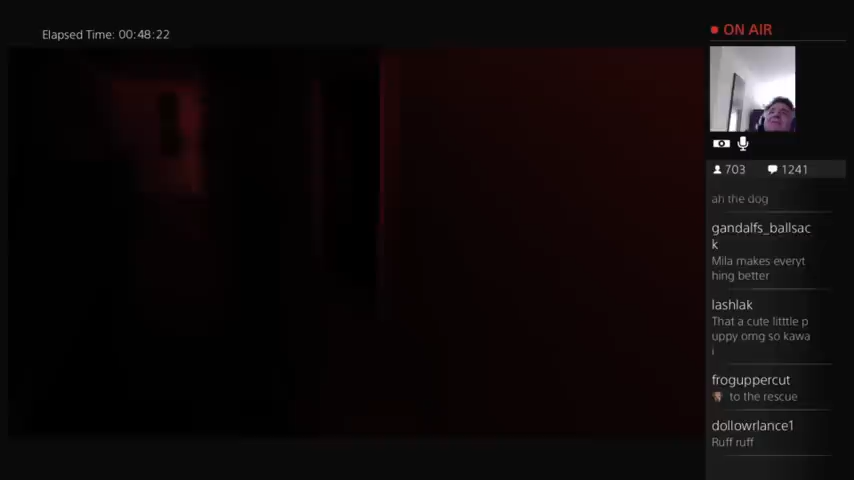 Elapsed Time: 00:48:22
ON AIR
703 1241
ah the dog
gandalfs_ballsac
k
Mila makes everyt
hing better
lashlak
That a cute litttle p
uppy omg so kawa
i
froguppercut
to the rescue
dollowrlance1
Ruff ruff